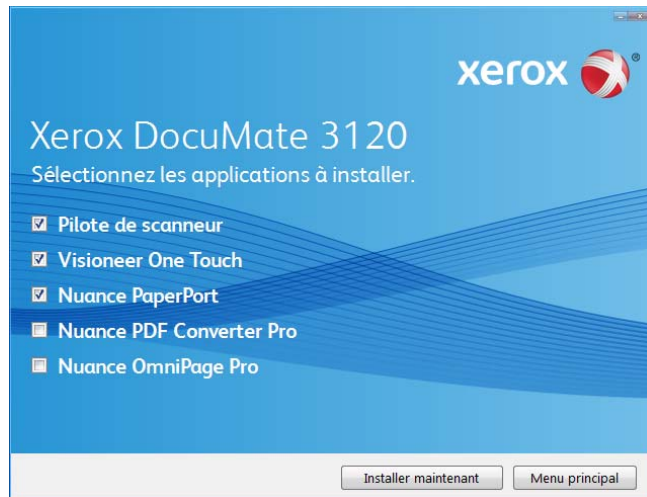 xerox ®
Xerox DocuMate 3120
Sélectionnez les applications à installer.
Pilote de scanneur
Visioneer One Touch
Nuance PaperPort
Nuance PDF Converter Pro
Nuance OmniPage Pro
Installer maintenant Menu principal